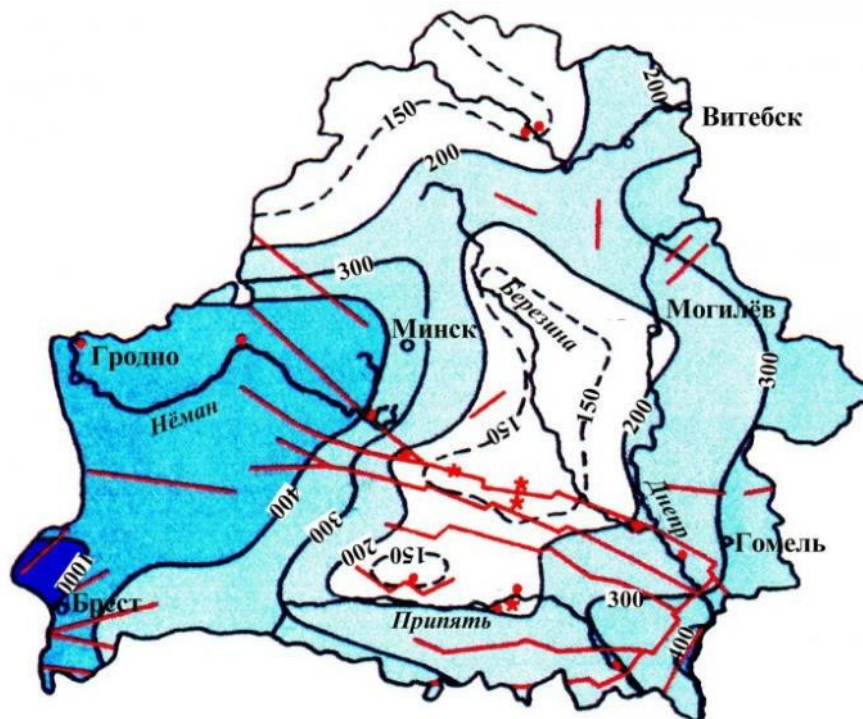 200
Витебск
150
200
300
Березина
Минск
Могилёв
Гродно
300
Нёман
150
200
150
400
300
Днепр
200
150
Гомель
1000
Брест
300
Припять
400